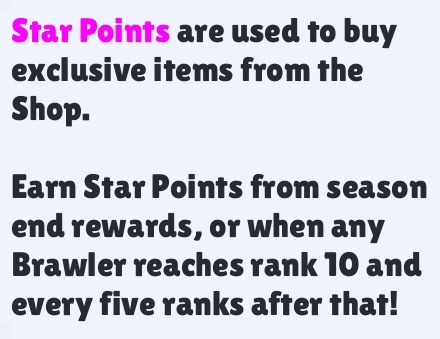 Star Points are used to buy
exclusive items from the
Shop.
Earn Star Points from season
end rewards, or when any
Brawler reaches rank 10 and
every five ranks after that!